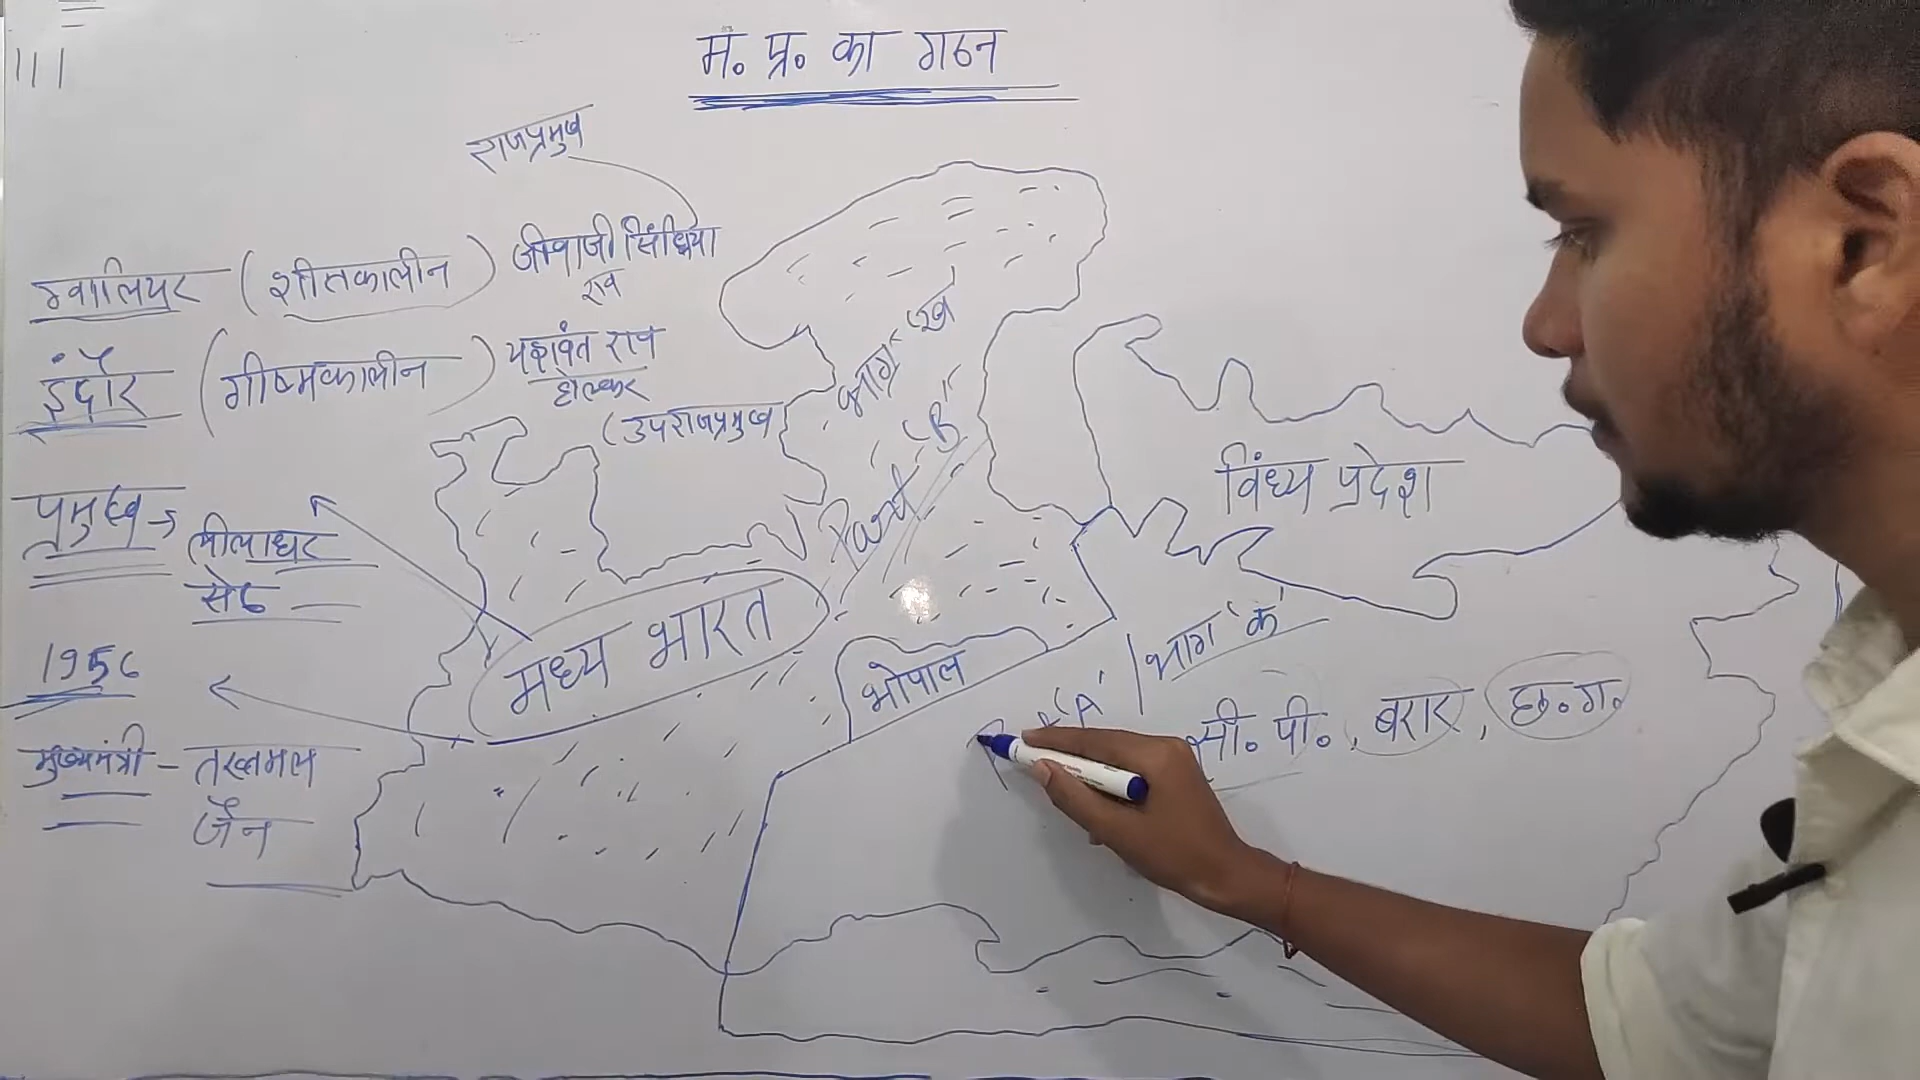 म. प्र. का गठन
राजप्रमुख
ग्वालियर (शीतकालीन) जीवाजी सिंधिया
राव
इंदौर (गीष्मकालीन) यशवंत राव
होल्कर
(उपराजप्रमुख
प्रमुख → लीलाधर
सेठ
1956
मुख्यमंत्री - तख्तमल
जैन
भाग "ख"
Part "B"
मध्य भारत
भोपाल
विंध्य प्रदेश
"A" | भाग 'क'
सी. पी. , बरार , छ. ग.